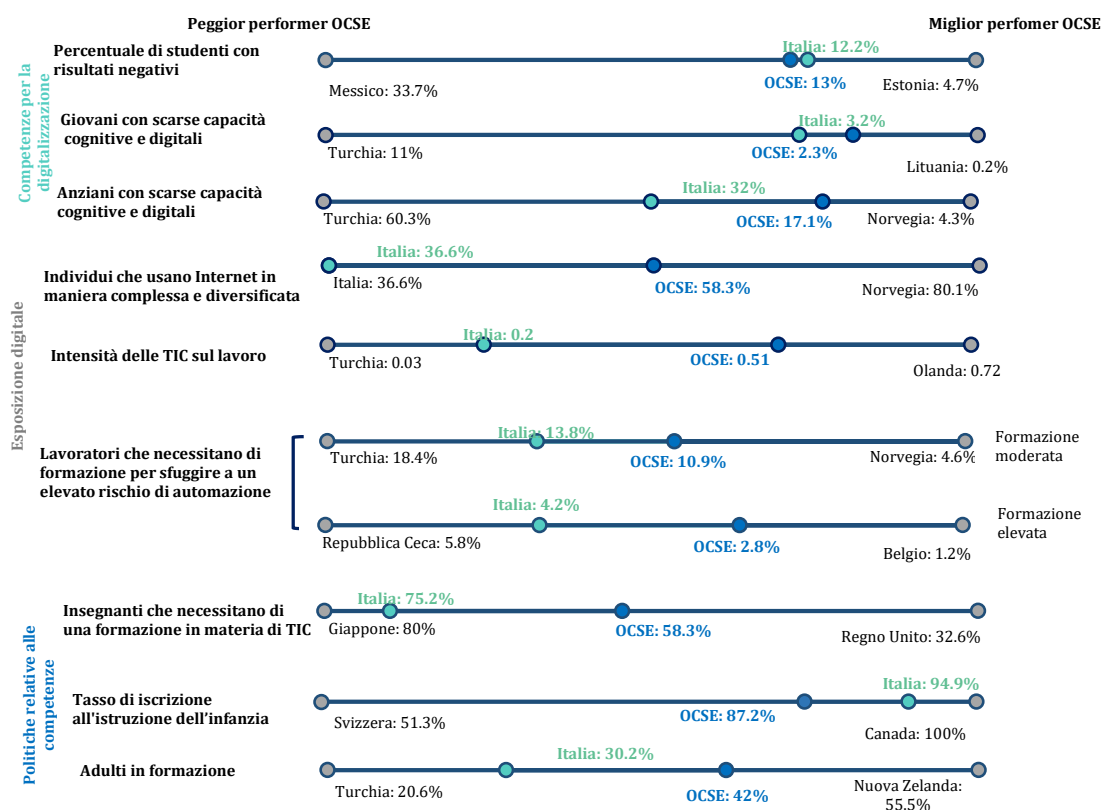 Peggior performer OCSE
Miglior perfomer OCSE
Competenze per la
digitalizzazione
Percentuale di studenti con
risultati negativi
Italia: 12.2%
OCSE: 13%
Messico: 33.7%
Estonia: 4.7%
Giovani con scarse capacità
cognitive e digitali
Italia: 3.2%
OCSE: 2.3%
Turchia: 11%
Lituania: 0.2%
Anziani con scarse capacità
cognitive e digitali
Italia: 32%
OCSE: 17.1%
Turchia: 60.3%
Norvegia: 4.3%
Esposizione digitale
Individui che usano Internet in
maniera complessa e diversificata
Italia: 36.6%
Italia: 36.6%
OCSE: 58.3%
Norvegia: 80.1%
Intensità delle TIC sul lavoro
Italia: 0.2
Turchia: 0.03
OCSE: 0.51
Olanda: 0.72
Lavoratori che necessitano di
formazione per sfuggire a un
elevato rischio di automazione
Italia: 13.8%
Turchia: 18.4%
OCSE: 10.9%
Norvegia: 4.6%
Formazione
moderata
Italia: 4.2%
Repubblica Ceca: 5.8%
OCSE: 2.8%
Belgio: 1.2%
Formazione
elevata
Politiche relative alle
competenze
Insegnanti che necessitano di
una formazione in materia di TIC
Italia: 75.2%
Giappone: 80%
OCSE: 58.3%
Regno Unito: 32.6%
Tasso di iscrizione
all'istruzione dell’infanzia
Italia: 94.9%
Svizzera: 51.3%
OCSE: 87.2%
Canada: 100%
Adulti in formazione
Italia: 30.2%
Turchia: 20.6%
OCSE: 42%
Nuova Zelanda:
55.5%